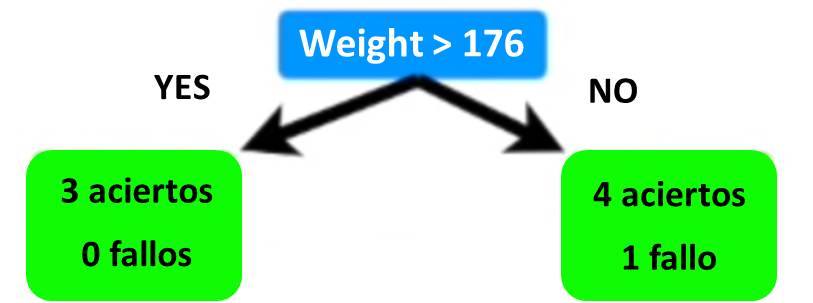 Weight > 176
YES
NO
3 aciertos
0 fallos
4 aciertos
1 fallo